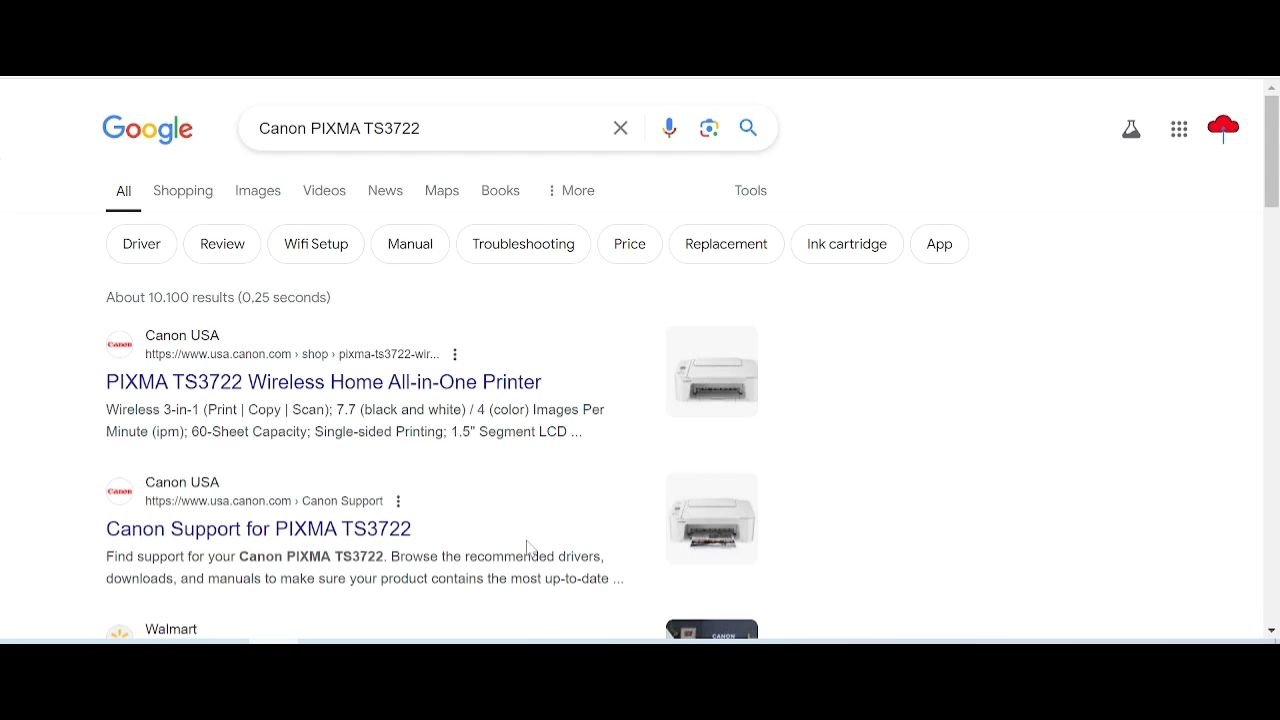 Google
Canon PIXMA TS3722
All Shopping Images Videos News Maps Books More Tools
Driver Review Wifi Setup Manual Troubleshooting Price Replacement Ink cartridge App
About 10.100 results (0,25 seconds)
Canon
Canon USA
https://www.usa.canon.com › shop › pixma-ts3722-wir...
PIXMA TS3722 Wireless Home All-in-One Printer
Wireless 3-in-1 (Print | Copy | Scan); 7.7 (black and white) / 4 (color) Images Per
Minute (ipm); 60-Sheet Capacity; Single-sided Printing; 1.5" Segment LCD ...
Canon
Canon USA
https://www.usa.canon.com › Canon Support
Canon Support for PIXMA TS3722
Find support for your Canon PIXMA TS3722. Browse the recommended drivers,
downloads, and manuals to make sure your product contains the most up-to-date ...
Walmart
CANON